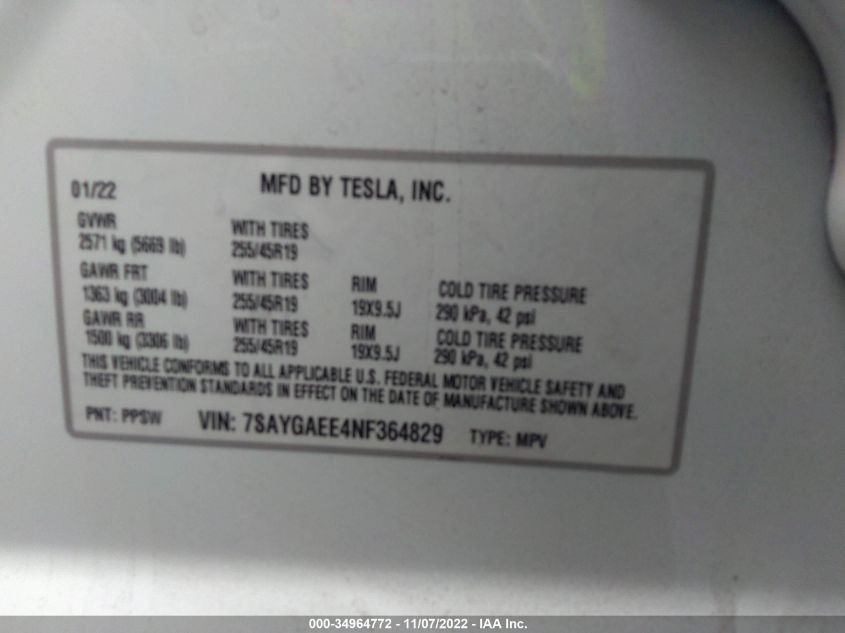 01/22 MFD BY TESLA, INC.
GVWR WITH TIRES
2571 kg (5669 lb) 255/45R19
GAWR FRT WITH TIRES RIM COLD TIRE PRESSURE
1363 kg (3004 lb) 255/45R19 19X9.5J 290 kPa, 42 psi
GAWR RR WITH TIRES RIM COLD TIRE PRESSURE
1500 kg (3306 lb) 255/45R19 19X9.5J 290 kPa, 42 psi
THIS VEHICLE CONFORMS TO ALL APPLICABLE U.S. FEDERAL MOTOR VEHICLE SAFETY AND
THEFT PREVENTION STANDARDS IN EFFECT ON THE DATE OF MANUFACTURE SHOWN ABOVE.
PNT: PPSW VIN: 7SAYGAEE4NF364829 TYPE: MPV
000-34964772 - 11/07/2022 - IAA Inc.